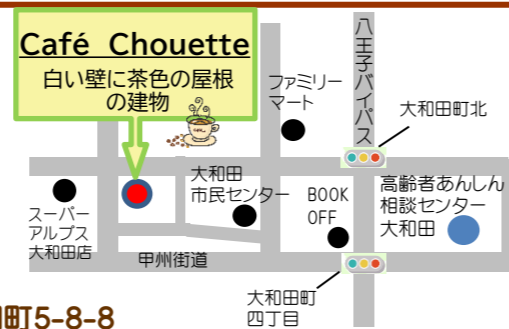 Café Chouette
白い壁に茶色の屋根
の建物
ファミリー
マート
八王子バイパス
大和田町北
大和田
市民センター
BOOK
OFF
高齢者あんしん
相談センター
大和田
スーパー
アルプス
大和田店
甲州街道
大和田町
四丁目
町5-8-8